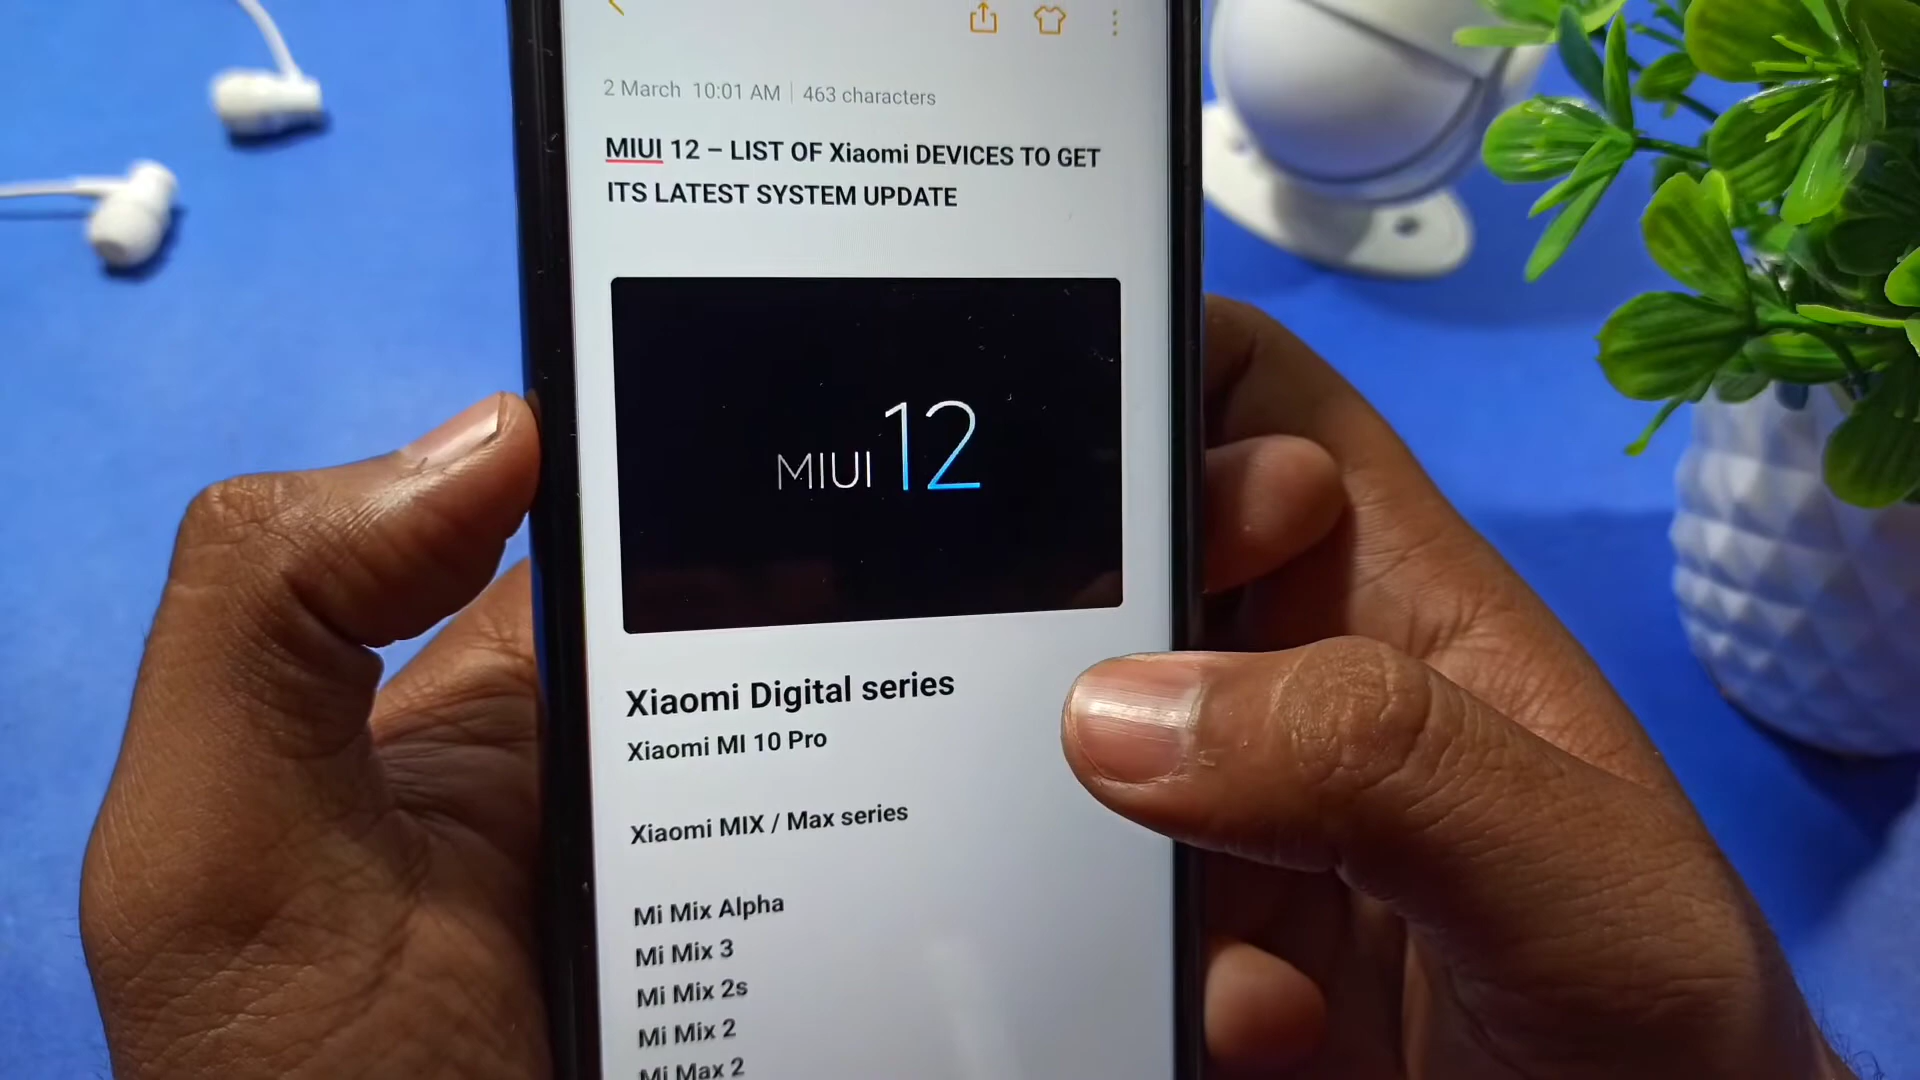 2 March 10:01 AM | 463 characters
MIUI 12 – LIST OF Xiaomi DEVICES TO GET
ITS LATEST SYSTEM UPDATE
MIUI 12
Xiaomi Digital series
Xiaomi MI 10 Pro
Xiaomi MIX / Max series
Mi Mix Alpha
Mi Mix 3
Mi Mix 2s
Mi Mix 2
Mi Max 2